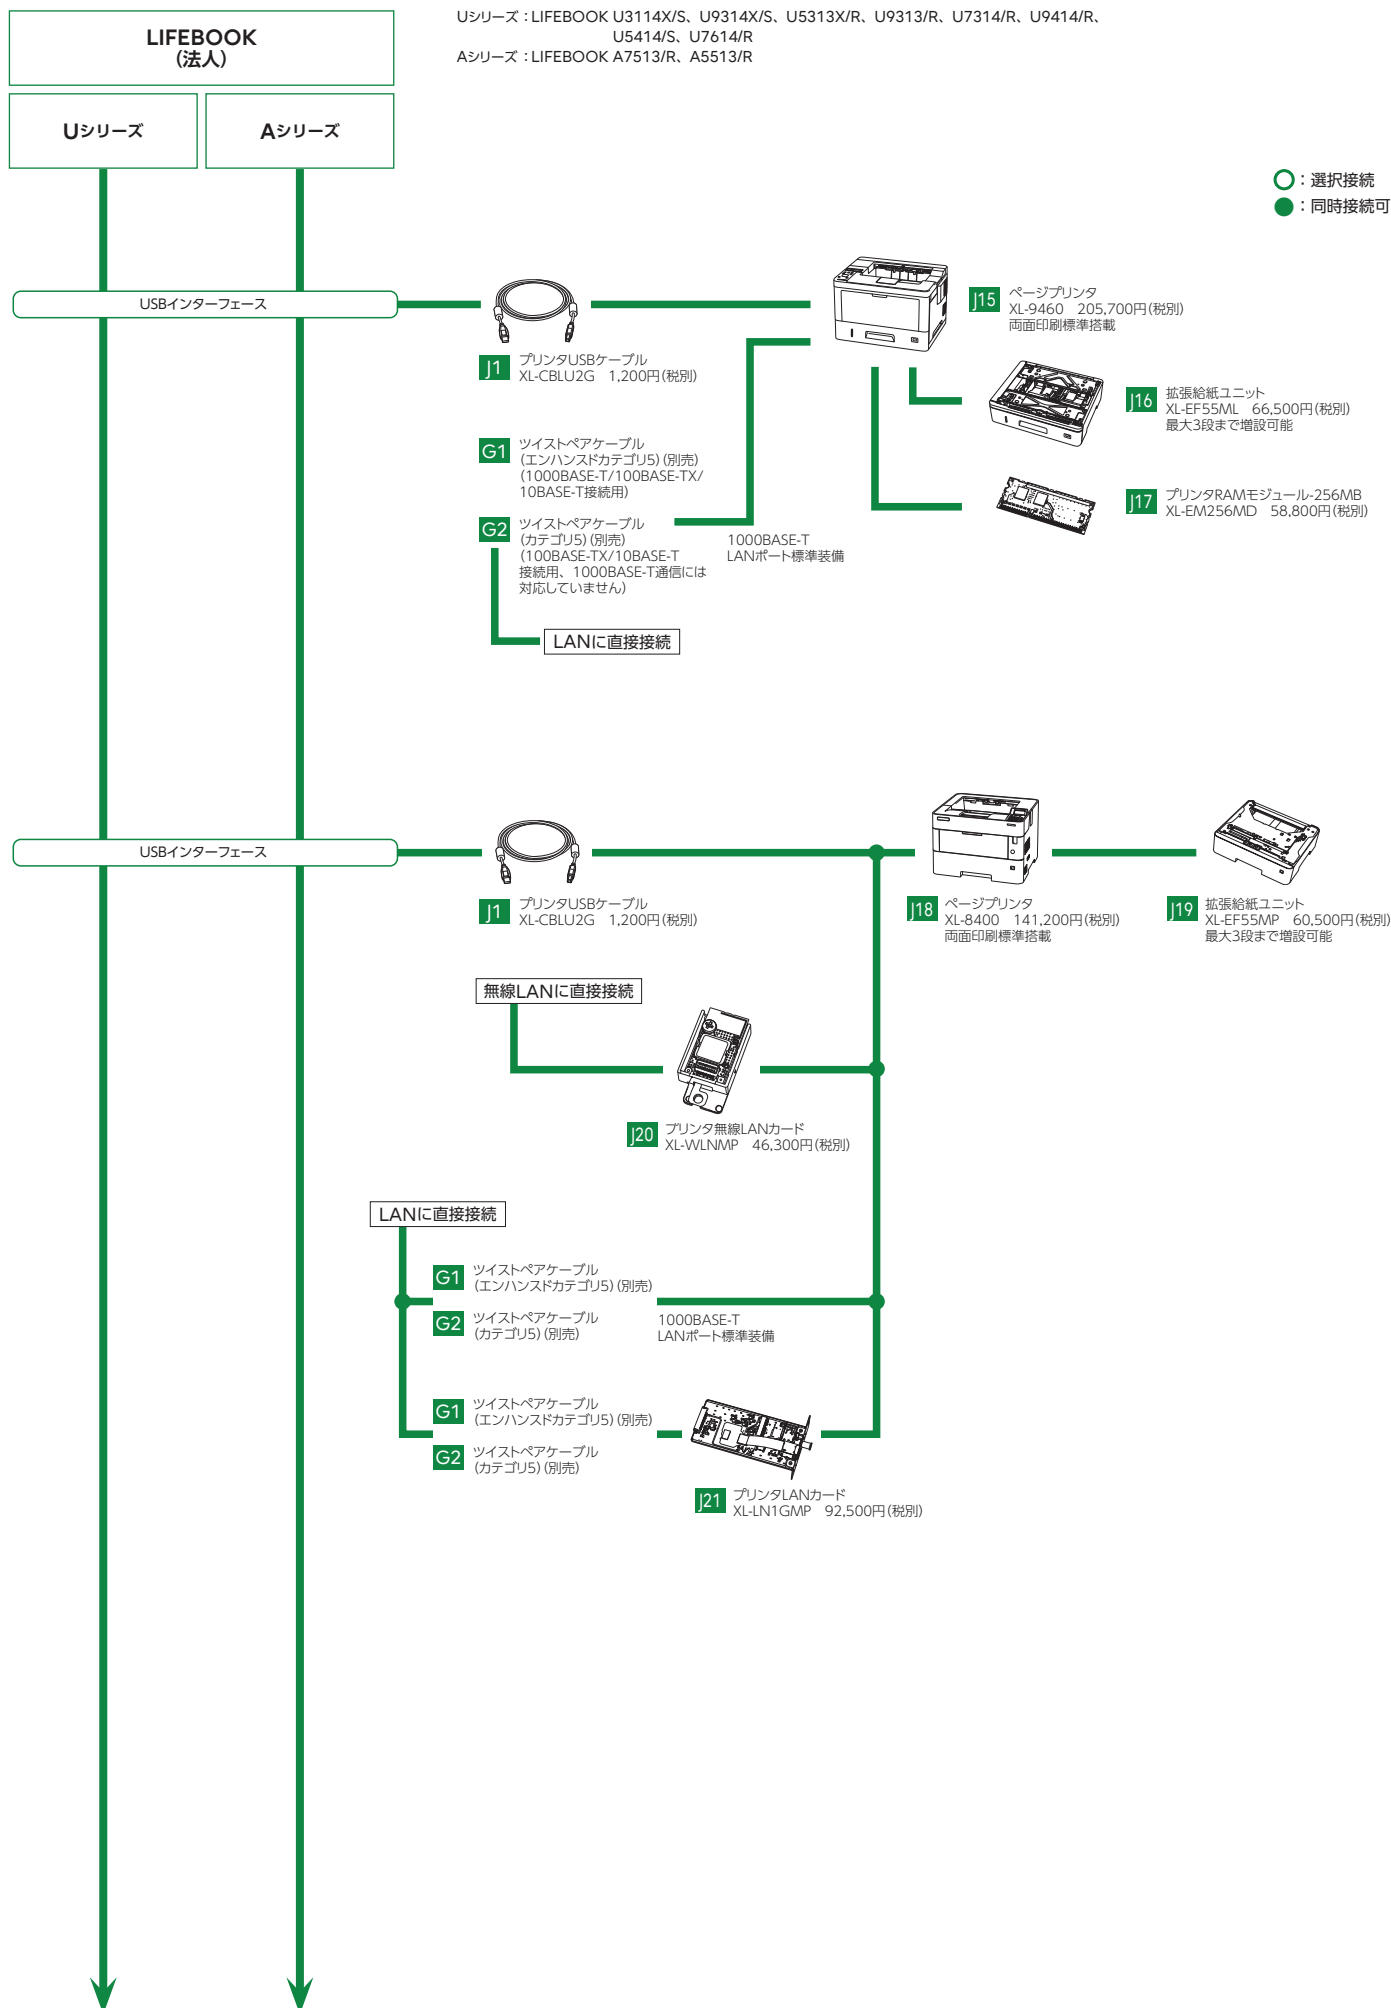 LIFEBOOK
(法人)
Uシリーズ：LIFEBOOK U3114X/S、U9314X/S、U5313X/R、U9313/R、U7314/R、U9414/R、
U5414/S、U7614/R
Aシリーズ：LIFEBOOK A7513/R、A5513/R
Uシリーズ
Aシリーズ
：選択接続
：同時接続可
USBインターフェース
J1 プリンタUSBケーブル
XL-CBLU2G 1,200円(税別)
J15 ページプリンタ
XL-9460 205,700円(税別)
両面印刷標準搭載
J16 拡張給紙ユニット
XL-EF55ML 66,500円(税別)
最大3段まで増設可能
G1 ツイストペアケーブル
(エンハンスドカテゴリ5)(別売)
(1000BASE-T/100BASE-TX/
10BASE-T接続用)
J17 プリンタRAMモジュール-256MB
XL-EM256MD 58,800円(税別)
G2 ツイストペアケーブル
(カテゴリ5)(別売)
(100BASE-TX/10BASE-T
接続用、1000BASE-T通信には
対応していません)
1000BASE-T
LANポート標準装備
LANに直接接続
USBインターフェース
J1 プリンタUSBケーブル
XL-CBLU2G 1,200円(税別)
J18 ページプリンタ
XL-8400 141,200円(税別)
両面印刷標準搭載
J19 拡張給紙ユニット
XL-EF55MP 60,500円(税別)
最大3段まで増設可能
無線LANに直接接続
J20 プリンタ無線LANカード
XL-WLNMP 46,300円(税別)
LANに直接接続
G1 ツイストペアケーブル
(エンハンスドカテゴリ5)(別売)
G2 ツイストペアケーブル
(カテゴリ5)(別売)
1000BASE-T
LANポート標準装備
G1 ツイストペアケーブル
(エンハンスドカテゴリ5)(別売)
G2 ツイストペアケーブル
(カテゴリ5)(別売)
J21 プリンタLANカード
XL-LN1GMP 92,500円(税別)